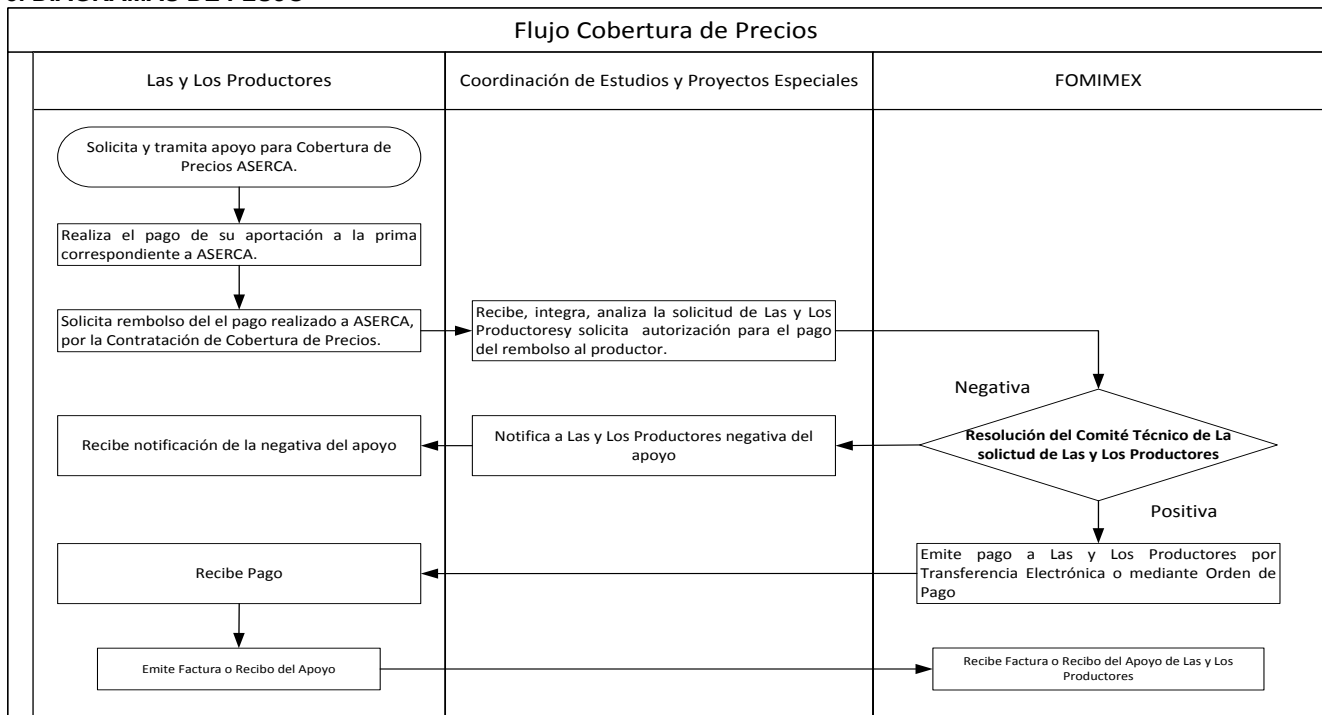 Flujo Cobertura de Precios
Las y Los Productores
Coordinación de Estudios y Proyectos Especiales
FOMIMEX
Solicita y tramita apoyo para Cobertura de
Precios ASERCA.
Realiza el pago de su aportación a la prima
correspondiente a ASERCA.
Solicita rembolso del el pago realizado a ASERCA,
por la Contratación de Cobertura de Precios.
Recibe, integra, analiza la solicitud de Las y Los
Productoresy solicita autorización para el pago
del rembolso al productor.
Negativa
Resolución del Comité Técnico de La
solictud de Las y Los Productores
Notifica a Las y Los Productores negativa del
apoyo
Recibe notificación de la negativa del apoyo
Positiva
Emite pago a Las y Los Productores por
Transferencia Electrónica o mediante Orden de
Pago
Recibe Pago
Emite Factura o Recibo del Apoyo
Recibe Factura o Recibo del Apoyo de Las y Los
Productores